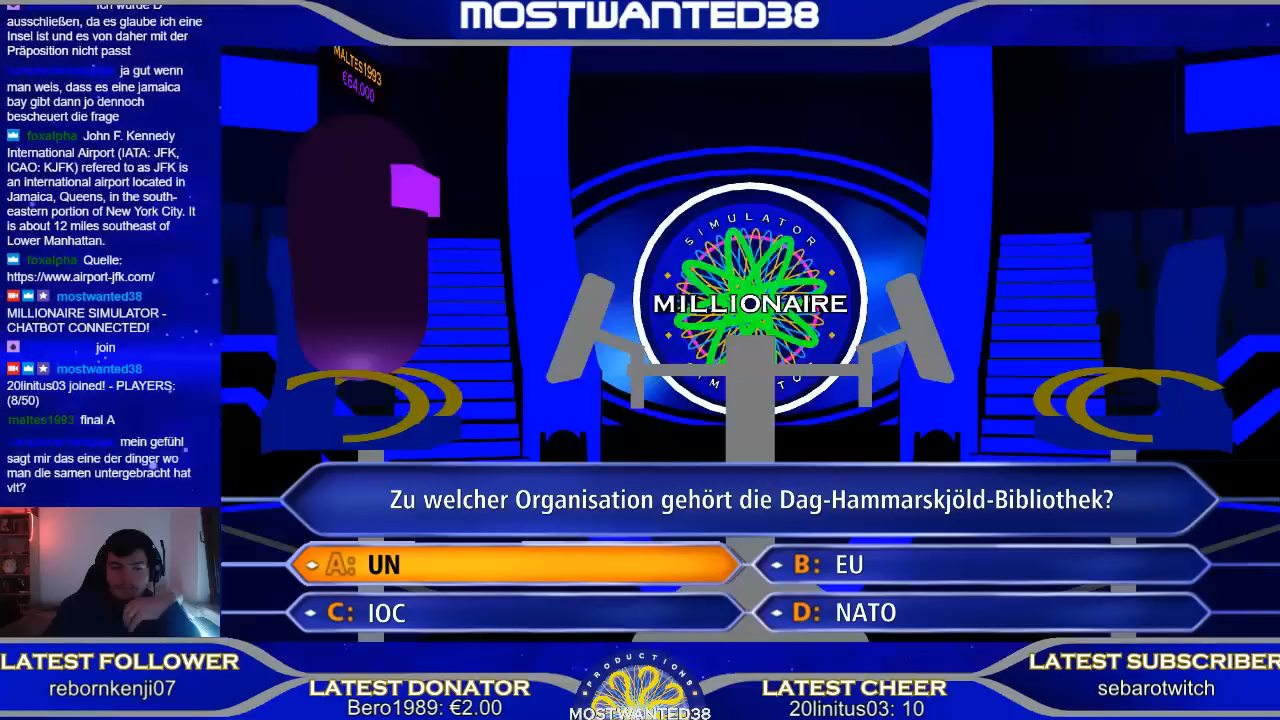 MOSTWANTED38
ich würde D
ausschließen, da es glaube ich eine
Insel ist und es von daher mit der
Präposition nicht passt
ja gut wenn
man weis, dass es eine jamaica
bay gibt dann jo dennoch
bescheuert die frage
foxalpha John F. Kennedy
International Airport (IATA: JFK,
ICAO: KJFK) refered to as JFK is
an international airport located in
Jamaica, Queens, in the south-
eastern portion of New York City. It
is about 12 miles southeast of
Lower Manhattan.
foxalpha Quelle:
https://www.airport-jfk.com/
mostwanted38
MILLIONAIRE SIMULATOR -
CHATBOT CONNECTED!
join
mostwanted38
20linitus03 joined! - PLAYERS:
(8/50)
maltes1993 final A
mein gefühl
sagt mir das eine der dinger wo
man die samen untergebracht hat
vlt?
MALTES1993
€64.000
SIMULATOR
MILLIONAIRE
Zu welcher Organisation gehört die Dag-Hammarskjöld-Bibliothek?
A: UN
B: EU
C: IOC
D: NATO
LATEST FOLLOWER
rebornkenji07
LATEST DONATOR
Bero1989: €2.00
PRODUCTIONS
MOSTWANTED38
LATEST CHEER
20linitus03: 10
LATEST SUBSCRIBER
sebarotwitch